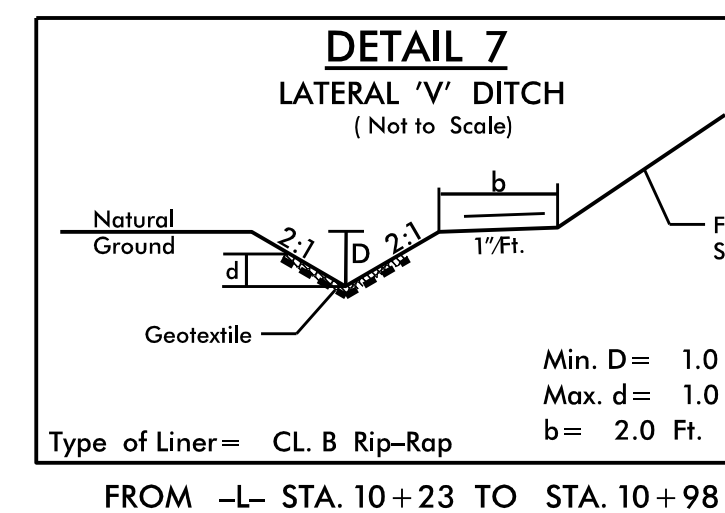 DETAIL 7
LATERAL 'V' DITCH
( Not to Scale)
b
Natural
Ground
2:1
D
2:1
1"/Ft.
d
F
S
Geotextile
Min. D= 1.0
Max. d= 1.0
b= 2.0 Ft.
Type of Liner= CL. B Rip-Rap
FROM -L- STA. 10+23 TO STA. 10+98